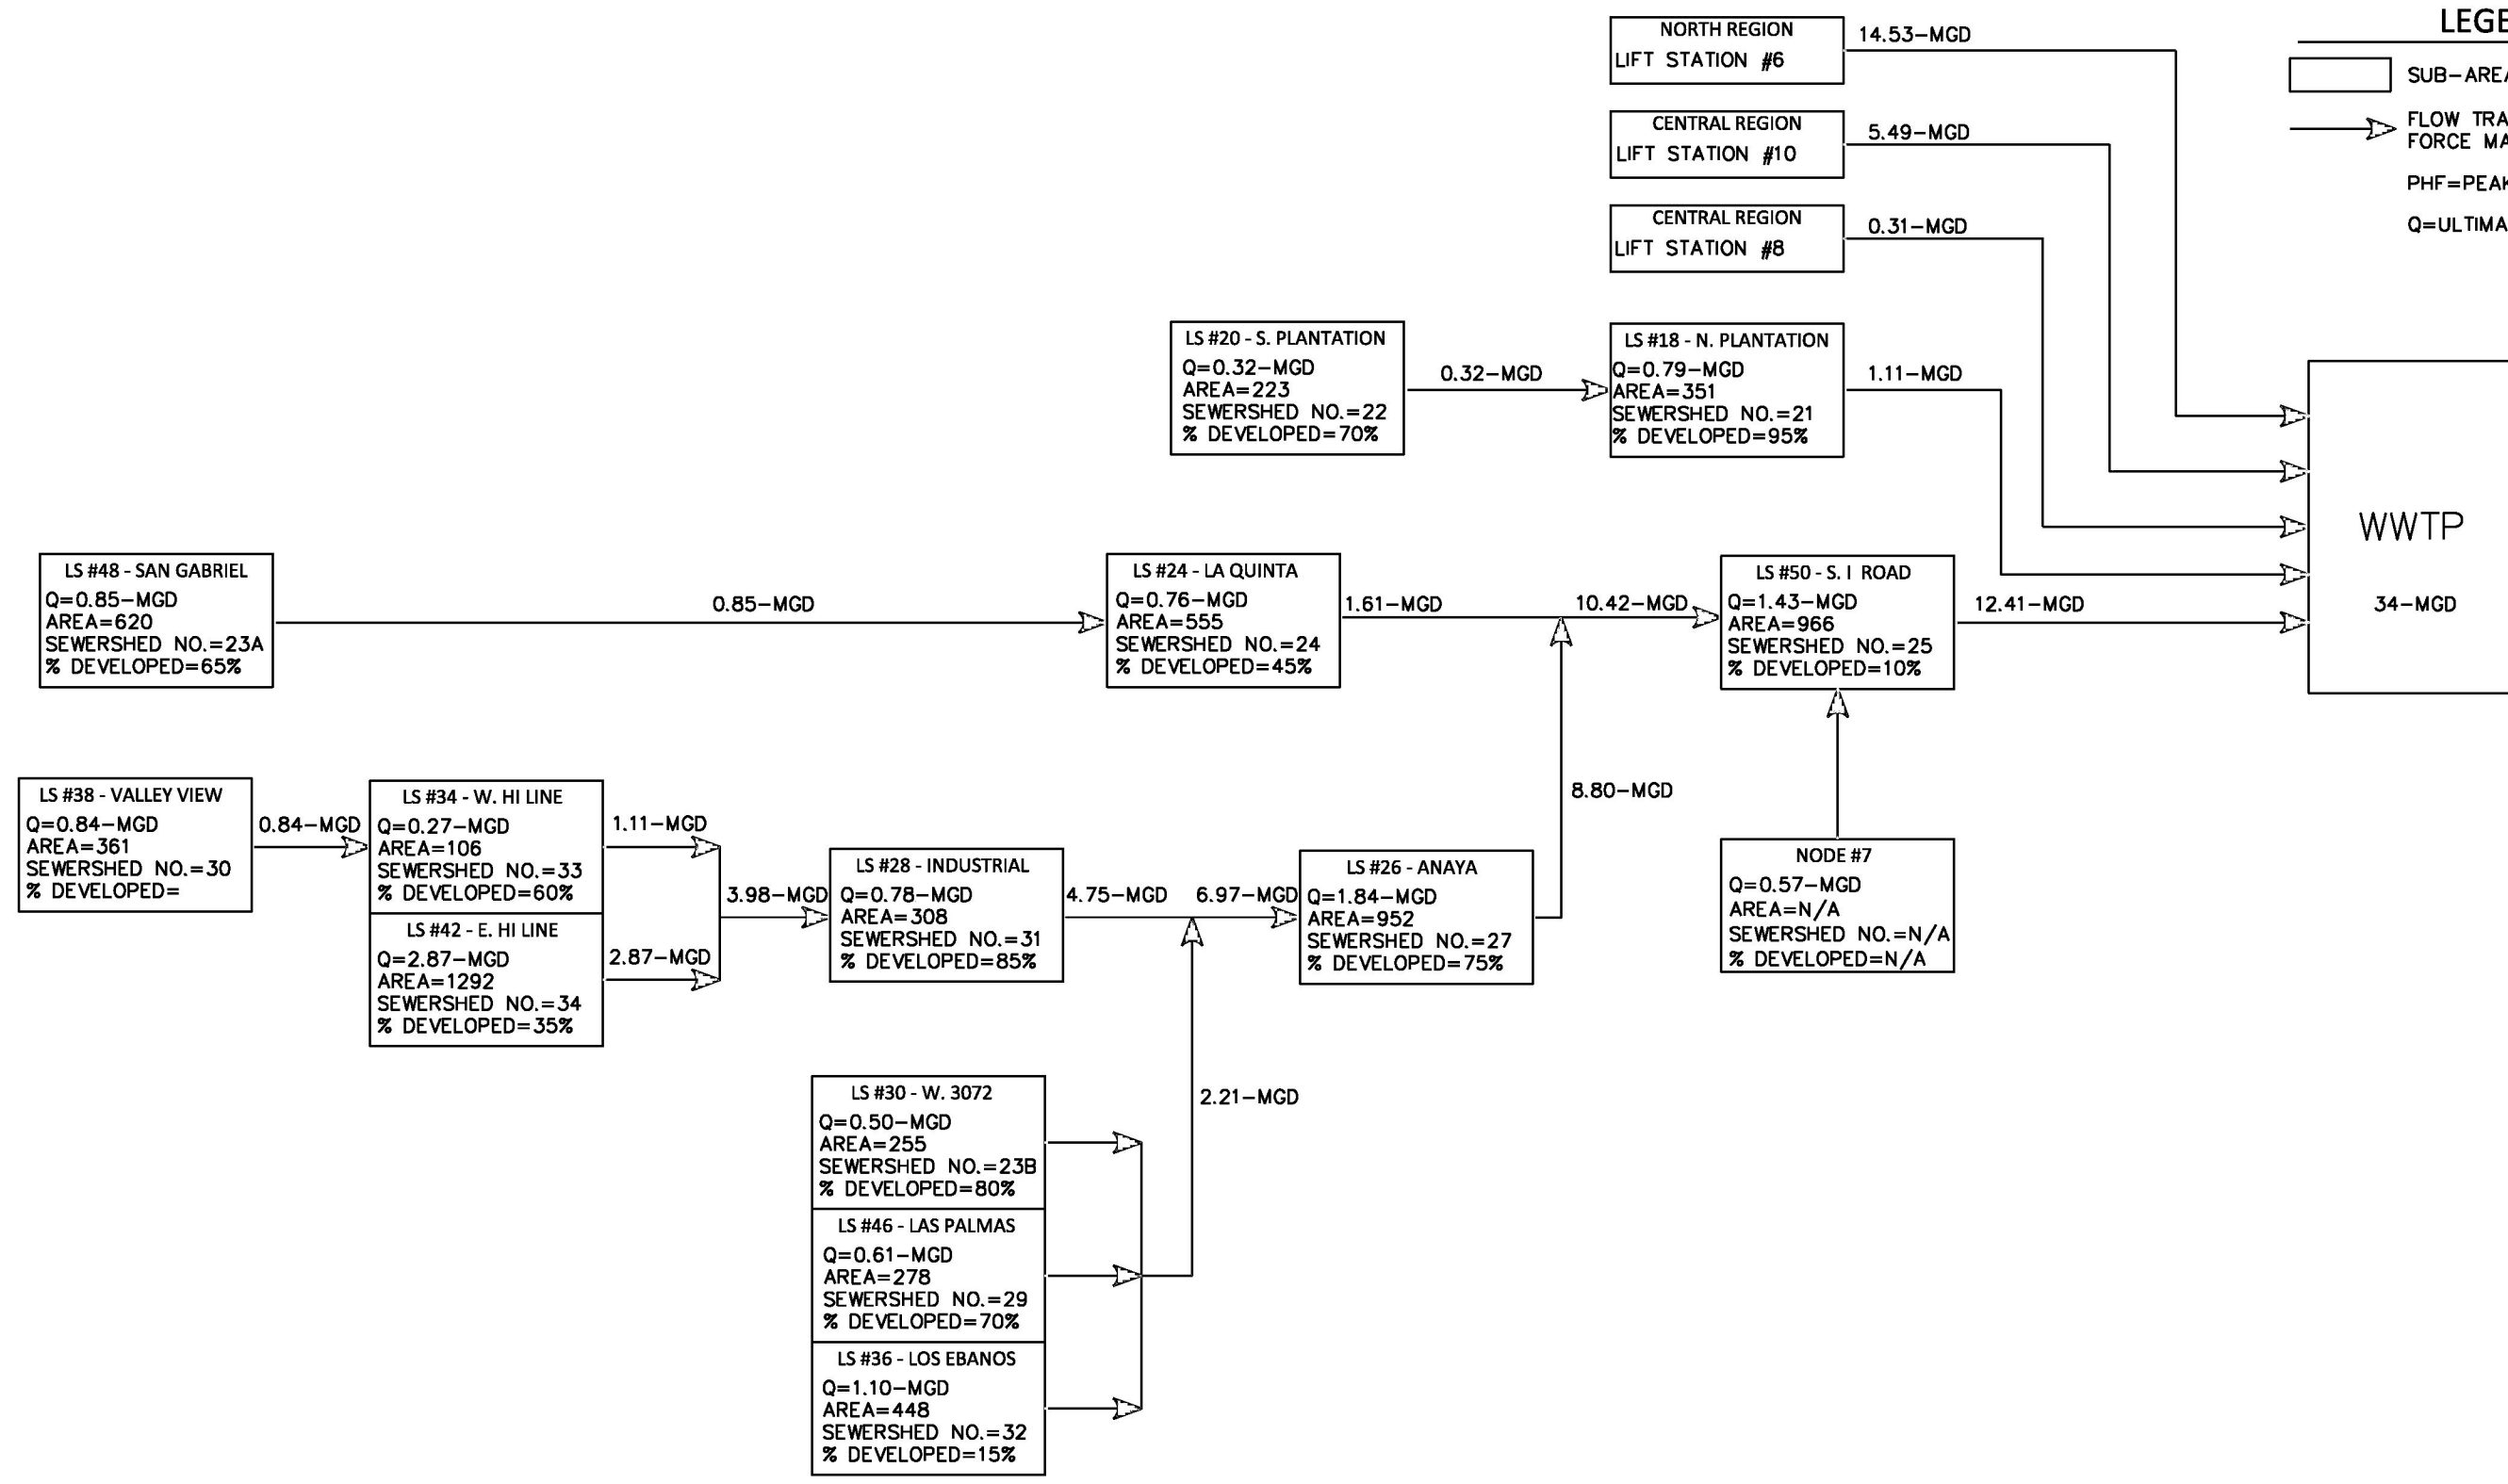 NORTH REGION
LIFT STATION #6
14.53-MGD
CENTRAL REGION
LIFT STATION #10
5.49-MGD
CENTRAL REGION
LIFT STATION #8
0.31-MGD
LEGE
SUB-AREA
FLOW TRA
FORCE MA
PHF=PEAK
Q=ULTIMA
LS #20 - S. PLANTATION
Q=0.32-MGD
AREA=223
SEWERSHED NO.=22
% DEVELOPED=70%
0.32-MGD
LS #18 - N. PLANTATION
Q=0.79-MGD
AREA=351
SEWERSHED NO.=21
% DEVELOPED=95%
1.11-MGD
WWTP
34-MGD
LS #48 - SAN GABRIEL
Q=0.85-MGD
AREA=620
SEWERSHED NO.=23A
% DEVELOPED=65%
0.85-MGD
LS #24 - LA QUINTA
Q=0.76-MGD
AREA=555
SEWERSHED NO.=24
% DEVELOPED=45%
1.61-MGD
10.42-MGD
LS #50 - S. I ROAD
Q=1.43-MGD
AREA=966
SEWERSHED NO.=25
% DEVELOPED=10%
12.41-MGD
LS #38 - VALLEY VIEW
Q=0.84-MGD
AREA=361
SEWERSHED NO.=30
% DEVELOPED=
0.84-MGD
LS #34 - W. HI LINE
Q=0.27-MGD
AREA=106
SEWERSHED NO.=33
% DEVELOPED=60%
1.11-MGD
LS #42 - E. HI LINE
Q=2.87-MGD
AREA=1292
SEWERSHED NO.=34
% DEVELOPED=35%
2.87-MGD
3.98-MGD
LS #28 - INDUSTRIAL
Q=0.78-MGD
AREA=308
SEWERSHED NO.=31
% DEVELOPED=85%
4.75-MGD
6.97-MGD
LS #26 - ANAYA
Q=1.84-MGD
AREA=952
SEWERSHED NO.=27
% DEVELOPED=75%
8.80-MGD
NODE #7
Q=0.57-MGD
AREA=N/A
SEWERSHED NO.=N/A
% DEVELOPED=N/A
LS #30 - W. 3072
Q=0.50-MGD
AREA=255
SEWERSHED NO.=23B
% DEVELOPED=80%
2.21-MGD
LS #46 - LAS PALMAS
Q=0.61-MGD
AREA=278
SEWERSHED NO.=29
% DEVELOPED=70%
LS #36 - LOS EBANOS
Q=1.10-MGD
AREA=448
SEWERSHED NO.=32
% DEVELOPED=15%